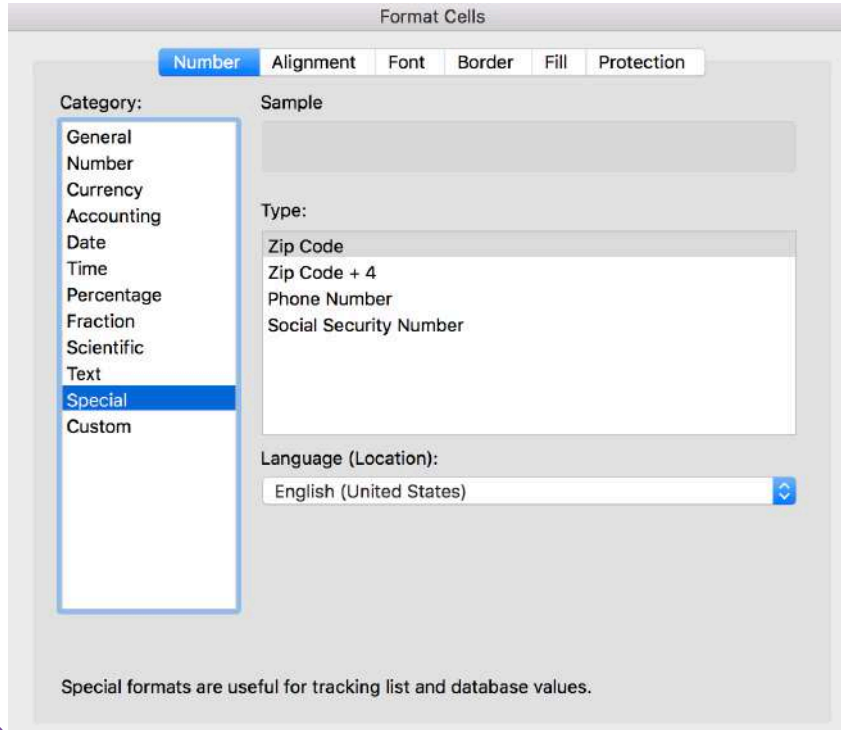 Format Cells
Number Alignment Font Border Fill Protection
Category:
General
Number
Currency
Accounting
Date
Time
Percentage
Fraction
Scientific
Text
Special
Custom
Sample
Type:
Zip Code
Zip Code + 4
Phone Number
Social Security Number
Language (Location):
English (United States)
Special formats are useful for tracking list and database values.